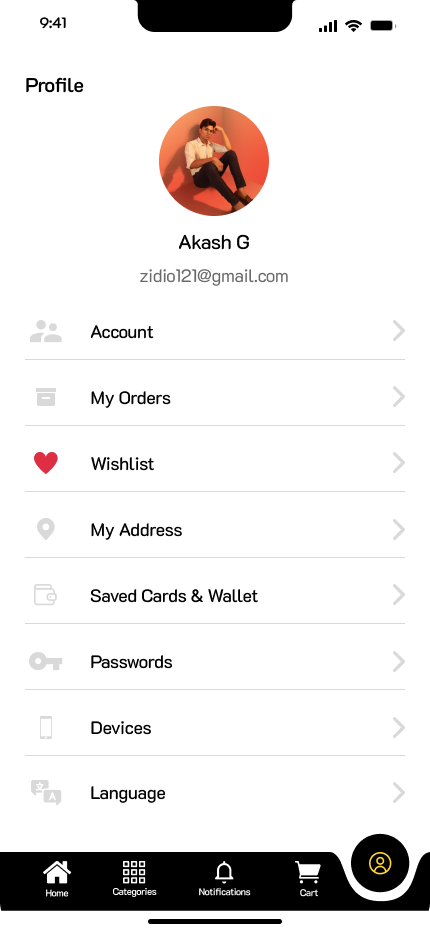 9:41
Profile
Akash G
zidio121@gmail.com
Account
My Orders
Wishlist
My Address
Saved Cards & Wallet
Passwords
Devices
Language
Home
Categories
Notifications
Cart